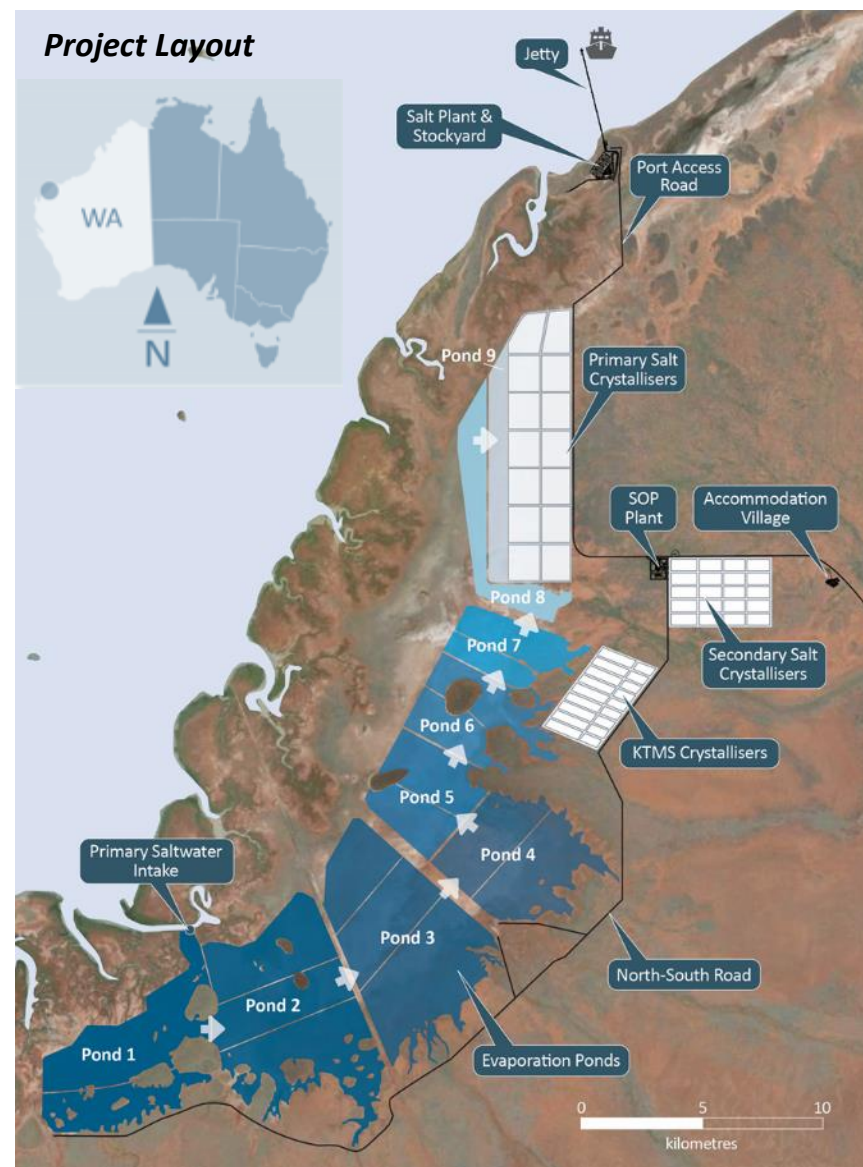 Project Layout
WA
N
Jetty
Salt Plant &
Stockyard
Port Access
Road
Pond 9
Primary Salt
Crystallisers
SOP
Plant
Accommodation
Village
Pond 8
Pond 7
Secondary Salt
Crystallisers
Pond 6
KTMS Crystallisers
Pond 5
Primary Saltwater
Intake
Pond 4
Pond 3
North-South Road
Pond 2
Pond 1
Evaporation Ponds
0 5 10
kilometres